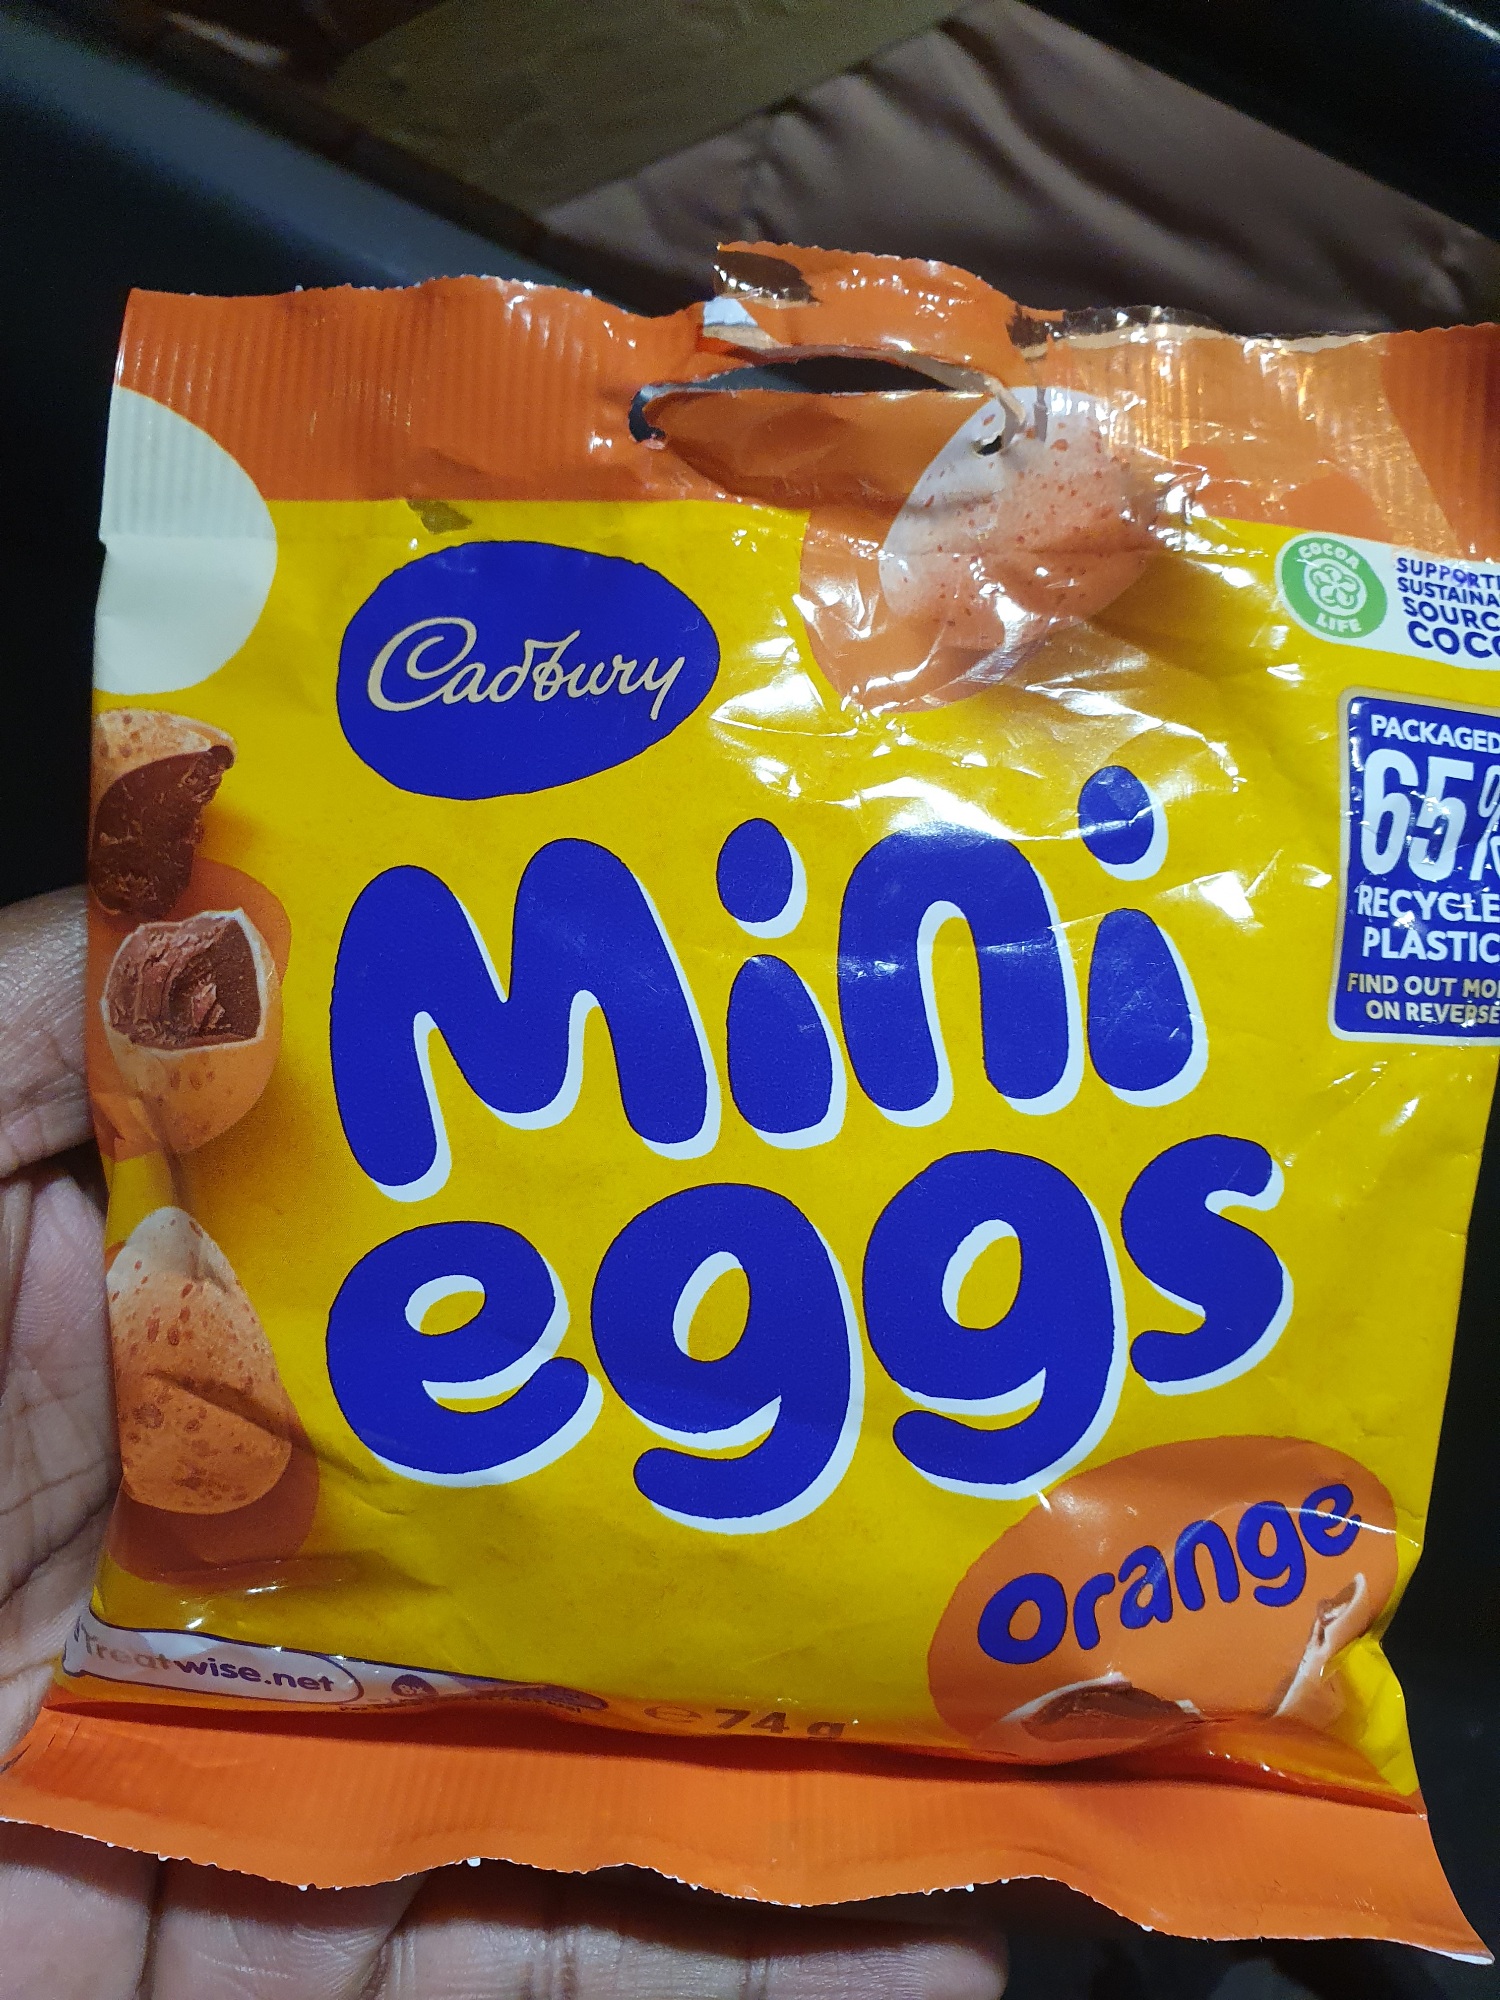 Cadbury
COCOA
LIFE
SUPPORTI
SUSTAINA
SOURC
COCO
PACKAGED
65%
RECYCLE
PLASTIC
FIND OUT MO
ON REVERSE
Mini
eggs
Orange
Treatwise.net
℮ 74 g